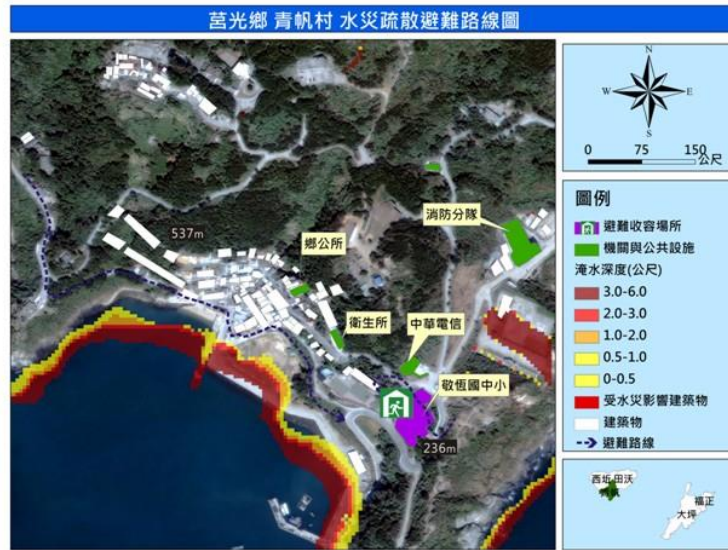 莒光鄉 青帆村 水災疏散避難路線圖
N
W
E
S
0 75 150
公尺
消防分隊
537m
鄉公所
衛生所
中華電信
敬恆國中小
236m
圖例
避難收容場所
機關與公共設施
淹水深度(公尺)
3.0-6.0
2.0-3.0
1.0-2.0
0.5-1.0
0-0.5
受水災影響建築物
建築物
避難路線
西坵 田沃
福正
大坪